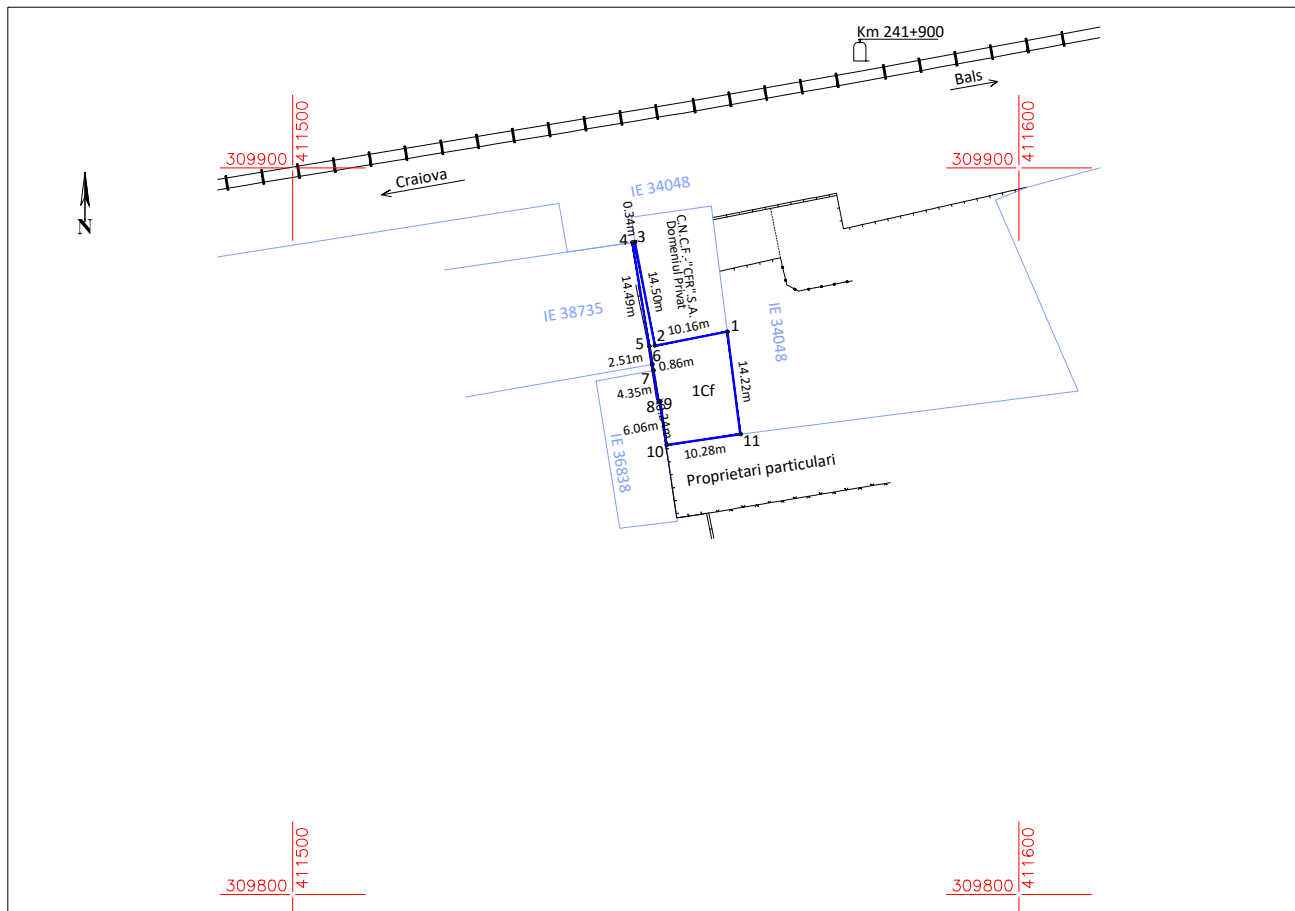 Km 241+900
Bals
411500
411600
309900
309900
Craiova
N
IE 34048
0.34m
4
3
C.N.C.F.-"CFR".S.A.
Domeniul Privat
14.49m
14.50m
IE 38735
IE 34048
10.16m
1
5
2
2.51m
6
0.86m
7
4.35m
14.22m
1Cf
8
9
6.06m
10
11
10.28m
IE 36838
Proprietari particulari
411500
411600
309800
309800